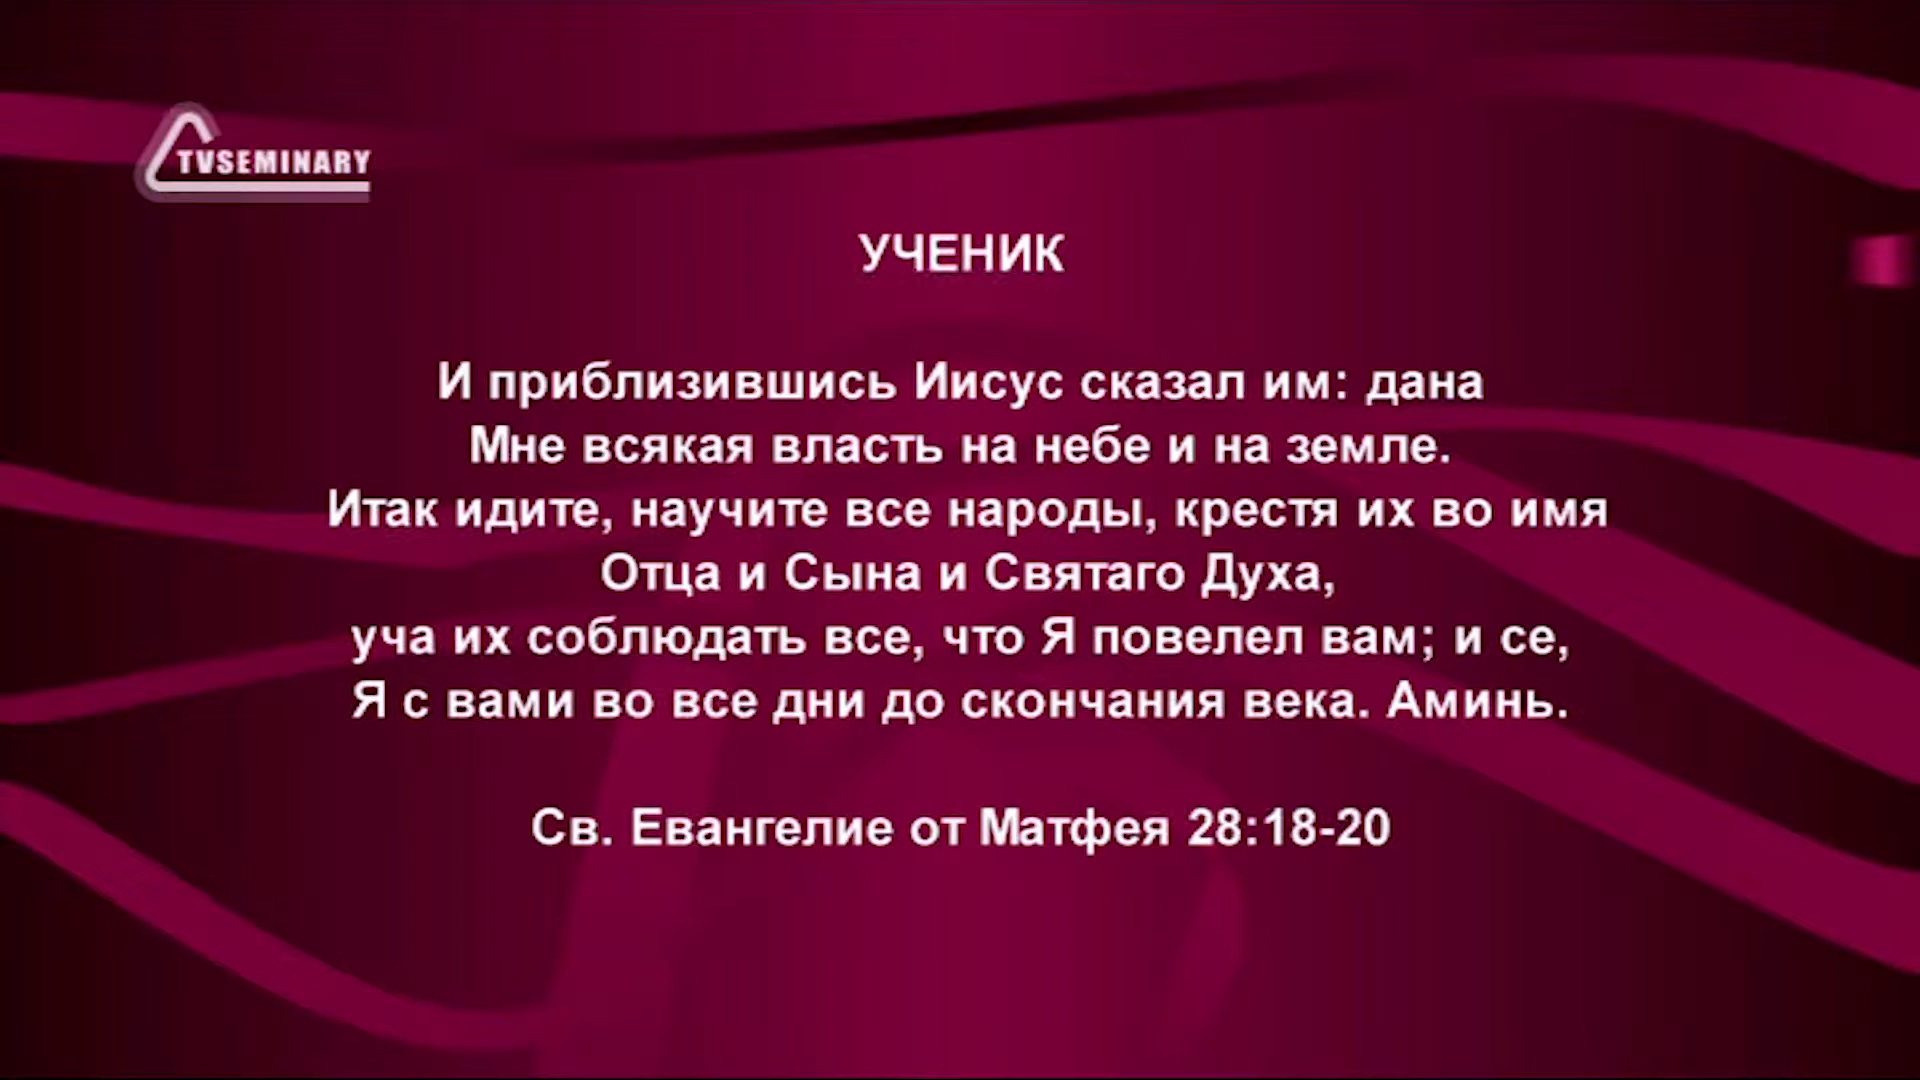 TVSEMINARY
УЧЕНИК
И приблизившись Иисус сказал им: дана
Мне всякая власть на небе и на земле.
Итак идите, научите все народы, крестя их во имя
Отца и Сына и Святаго Духа,
уча их соблюдать все, что Я повелел вам; и се,
Я с вами во все дни до скончания века. Аминь.
Св. Евангелие от Матфея 28:18-20